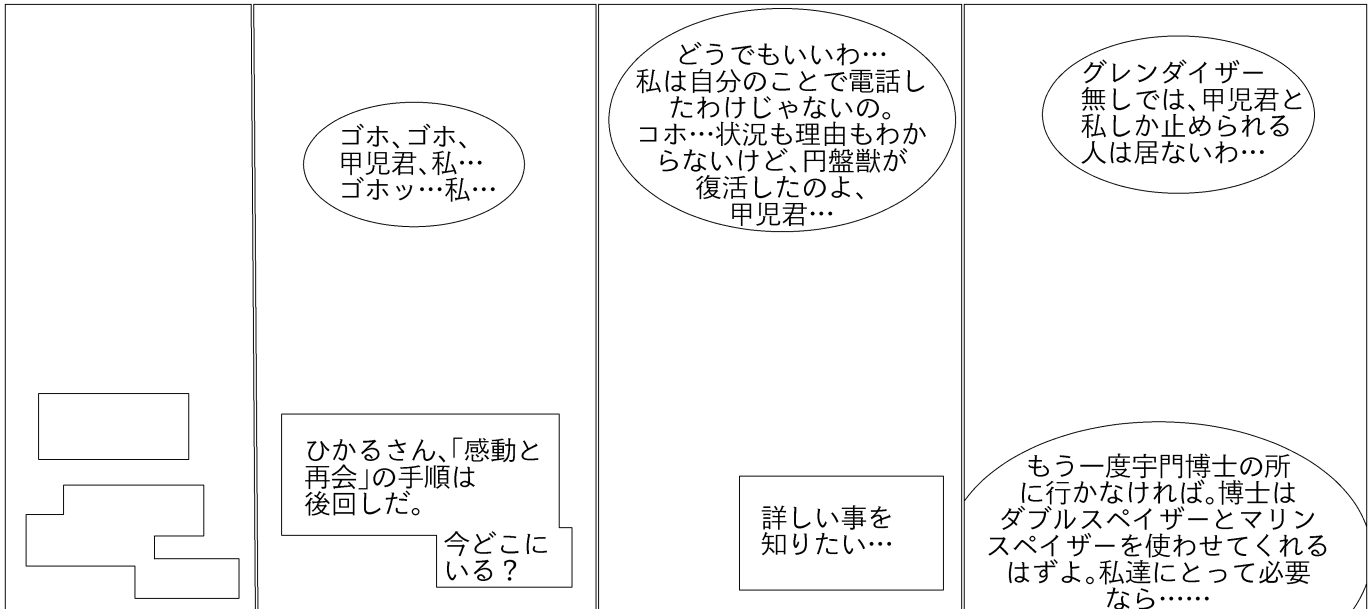 ゴホ、ゴホ、
甲児君、私…
ゴホッ…私…
ひかるさん、「感動と
再会」の手順は
後回しだ。
今どこに
いる？
どうでもいいわ…
私は自分のことで電話し
たわけじゃないの。
コホ…状況も理由もわか
らないけど、円盤獣が
復活したのよ、
甲児君…
詳しい事を
知りたい…
グレンダイザー
無しでは、甲児君と
私しか止められる
人は居ないわ…
もう一度宇門博士の所
に行かなければ。博士は
ダブルスペイザーとマリン
スペイザーを使わせてくれる
はずよ。私達にとって必要
なら……